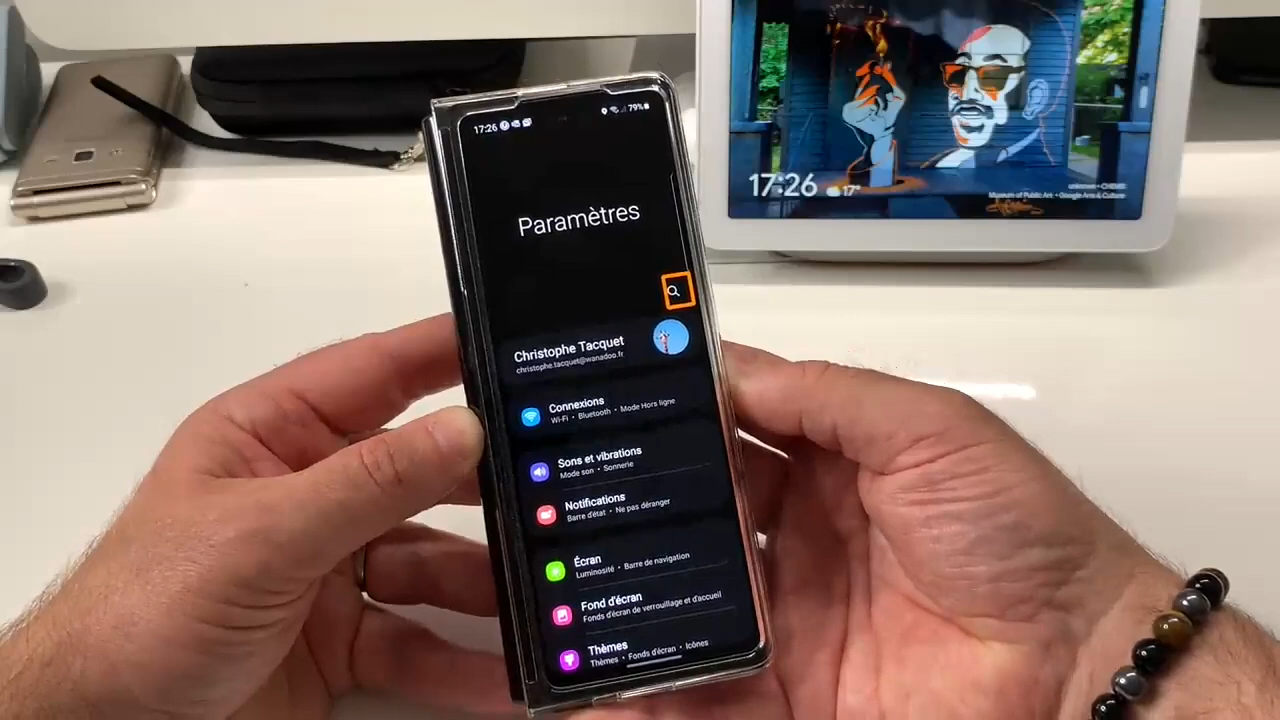 17:26
79%
Paramètres
Christophe Tacquet
christophe.tacquet@wanadoo.fr
Connexions
Wi-Fi • Bluetooth • Mode Hors ligne
Sons et vibrations
Mode son • Sonnerie
Notifications
Barre d'état • Ne pas déranger
Écran
Luminosité • Barre de navigation
Fond d'écran
Fonds d'écran de verrouillage et d'accueil
Thèmes
Thèmes • Fonds d'écran • Icônes
17:26
17°
unknown • CHEMIS
Museum of Public Art • Google Arts & Culture